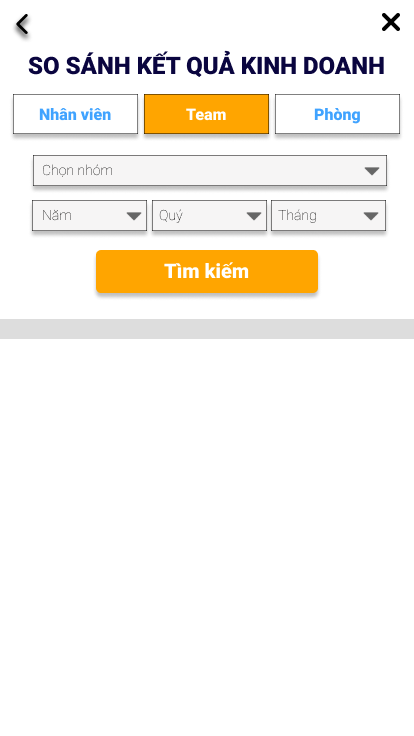 SO SÁNH KẾT QUẢ KINH DOANH
Nhân viên Team Phòng
Chọn nhóm
Năm Quý Tháng
Tìm kiếm